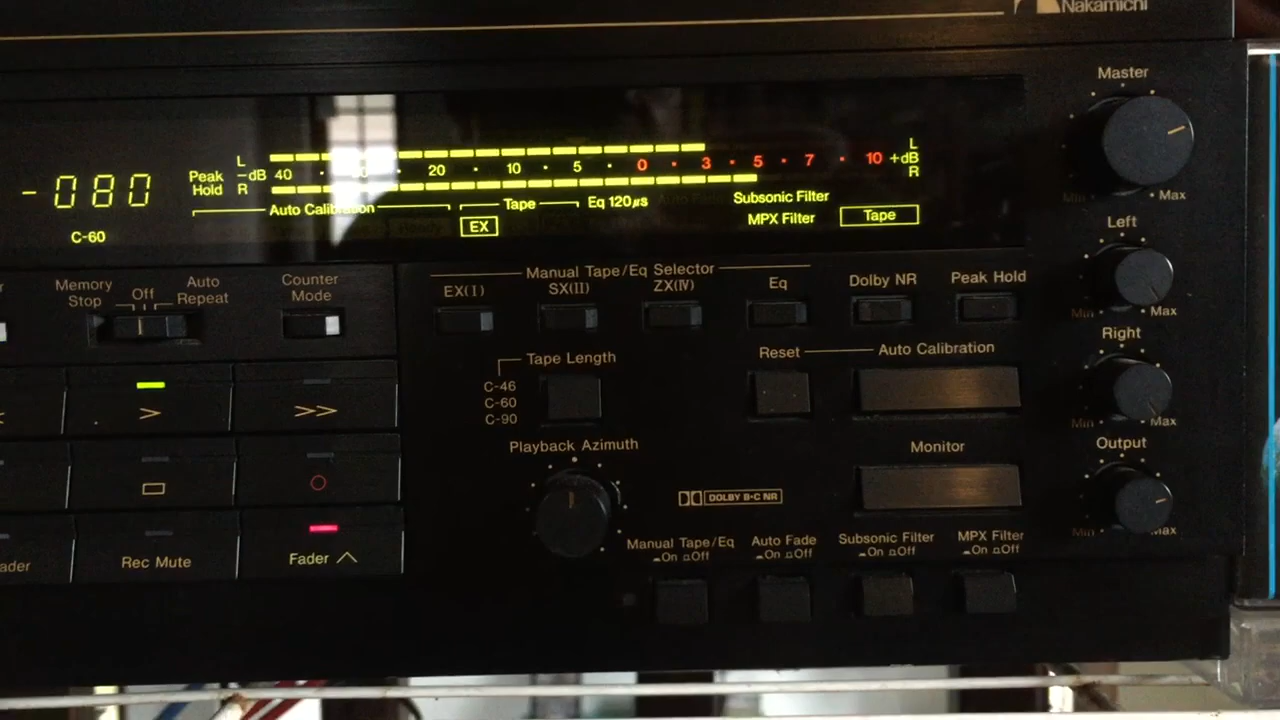 Nakamichi
Master
Min Max
L
Peak -dB 40 20 10 5 0 3 5 7 10 +dB
Hold
R
L
R
-080
Auto Calibration
Tape
Eq 120µs
Subsonic Filter
EX
MPX Filter
Tape
C-60
Left
Min Max
Memory Stop
Off
Auto Repeat
Counter Mode
Manual Tape/Eq Selector
EX(I)
SX(II)
ZX(IV)
Eq
Dolby NR
Peak Hold
Right
Min Max
Tape Length
C-46
C-60
C-90
Reset
Auto Calibration
>
>>
Playback Azimuth
Monitor
Output
Min Max
DOLBY B·C NR
Manual Tape/Eq
On Off
Auto Fade
On Off
Subsonic Filter
On Off
MPX Filter
On Off
Rec Mute
Fader